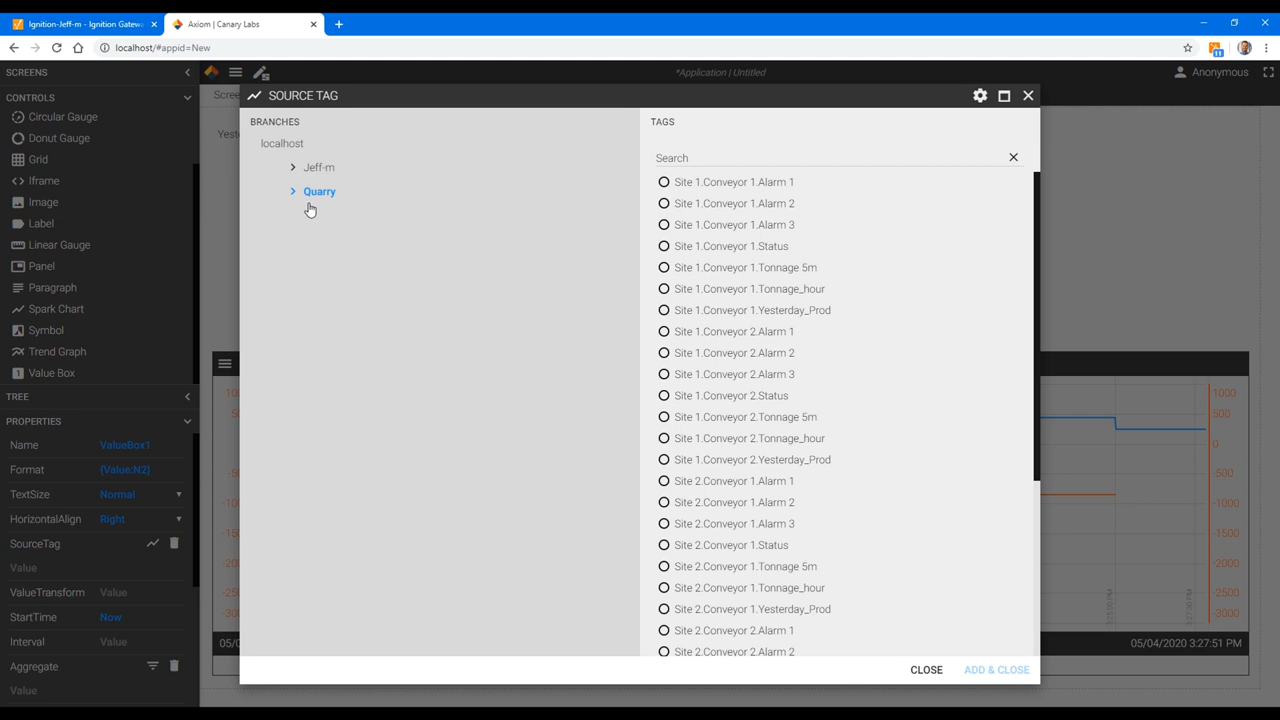 Ignition-Jeff-m - Ignition Gatew
Axiom | Canary Labs
localhost/#appid=New
11
SCREENS
*Application | Untitled
Anonymous
CONTROLS
Circular Gauge
Donut Gauge
Grid
Iframe
Image
Label
Linear Gauge
Panel
Paragraph
Spark Chart
Symbol
Trend Graph
Value Box
TREE
PROPERTIES
Name ValueBox1
Format {Value:N2}
TextSize Normal
HorizontalAlign Right
SourceTag
Value
ValueTransform Value
StartTime Now
Interval Value
Aggregate
Value
SOURCE TAG
BRANCHES
localhost
Jeff-m
Quarry
TAGS
Search
Site 1.Conveyor 1.Alarm 1
Site 1.Conveyor 1.Alarm 2
Site 1.Conveyor 1.Alarm 3
Site 1.Conveyor 1.Status
Site 1.Conveyor 1.Tonnage 5m
Site 1.Conveyor 1.Tonnage_hour
Site 1.Conveyor 1.Yesterday_Prod
Site 1.Conveyor 2.Alarm 1
Site 1.Conveyor 2.Alarm 2
Site 1.Conveyor 2.Alarm 3
Site 1.Conveyor 2.Status
Site 1.Conveyor 2.Tonnage 5m
Site 1.Conveyor 2.Tonnage_hour
Site 1.Conveyor 2.Yesterday_Prod
Site 2.Conveyor 1.Alarm 1
Site 2.Conveyor 1.Alarm 2
Site 2.Conveyor 1.Alarm 3
Site 2.Conveyor 1.Status
Site 2.Conveyor 1.Tonnage 5m
Site 2.Conveyor 1.Tonnage_hour
Site 2.Conveyor 1.Yesterday_Prod
Site 2.Conveyor 2.Alarm 1
Site 2.Conveyor 2.Alarm 2
CLOSE
ADD & CLOSE
1000
500
0
-500
-1000
-1500
-2000
-2500
-3000
05/04/2020 3:27:51 PM